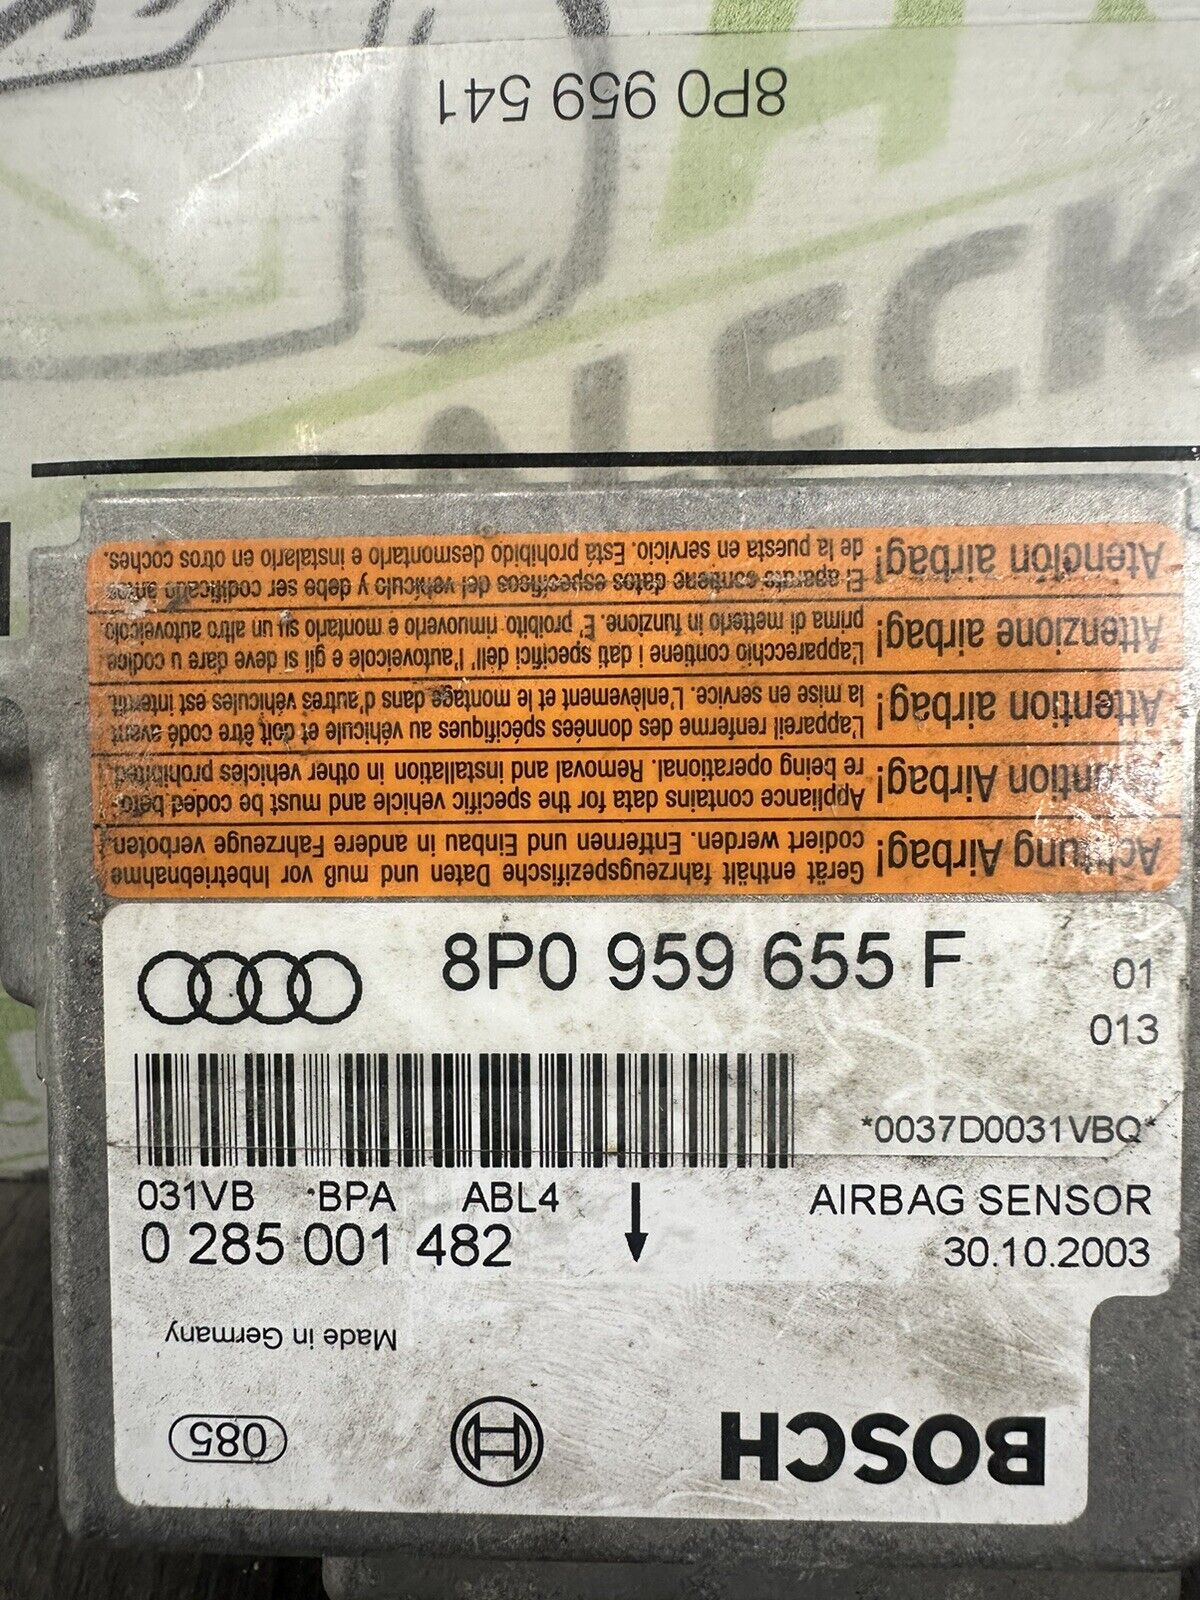 8P0 959 541
ALECK
Achtung Airbag!
Gerät enthält fahrzeugspezifische Daten und muß vor Inbetriebnahme
codiert werden. Entfernen und Einbau in andere Fahrzeuge verboten.
Attention Airbag!
Appliance contains data for the specific vehicle and must be coded befo-
re being operational. Removal and installation in other vehicles prohibited.
Attention airbag!
L'appareil renferme des données spécifiques au véhicule et doit être codé avant
la mise en service. L'enlèvement et le montage dans d'autres véhicules est interdit.
Attenzione airbag!
L'apparecchio contiene i dati specifici dell'autoveicole e gli si deve dare u codice
prima di metterlo in funzione. E' proibito rimuoverlo e montarlo su un altro autoveicolo.
Atención airbag!
El aparato contiene datos específicos del vehículo y debe ser codificado antes
de la puesta en servicio. Está prohibido desmontarlo e instalarlo en otros coches.
8P0 959 655 F
01
013
*0037D0031VBQ*
031VB BPA ABL4
AIRBAG SENSOR
0 285 001 482
30.10.2003
Made in Germany
085
BOSCH